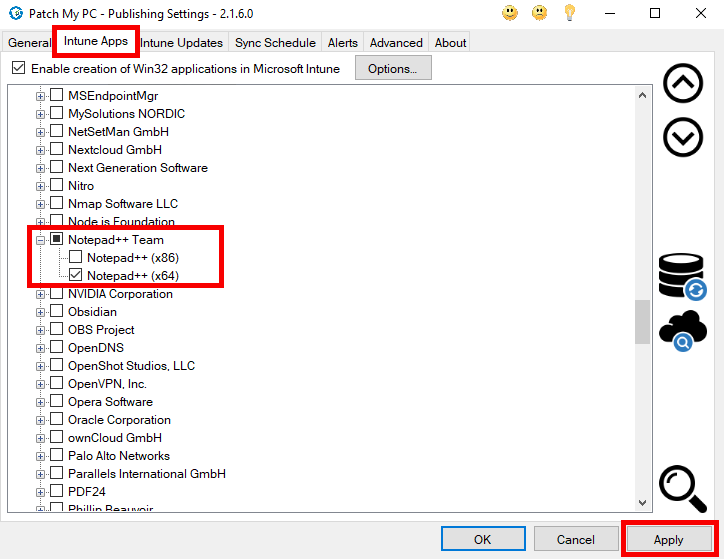 Patch My PC - Publishing Settings - 2.1.6.0
General Intune Apps Intune Updates Sync Schedule Alerts Advanced About
Enable creation of Win32 applications in Microsoft Intune Options...
MSEndpointMgr
MySolutions NORDIC
NetSetMan GmbH
Nextcloud GmbH
Next Generation Software
Nitro
Nmap Software LLC
Node.js Foundation
Notepad++ Team
Notepad++ (x86)
Notepad++ (x64)
NVIDIA Corporation
Obsidian
OBS Project
OpenDNS
OpenShot Studios, LLC
OpenVPN, Inc.
Opera Software
Oracle Corporation
ownCloud GmbH
Palo Alto Networks
Parallels International GmbH
PDF24
Phillip Beauvoir
OK Cancel Apply